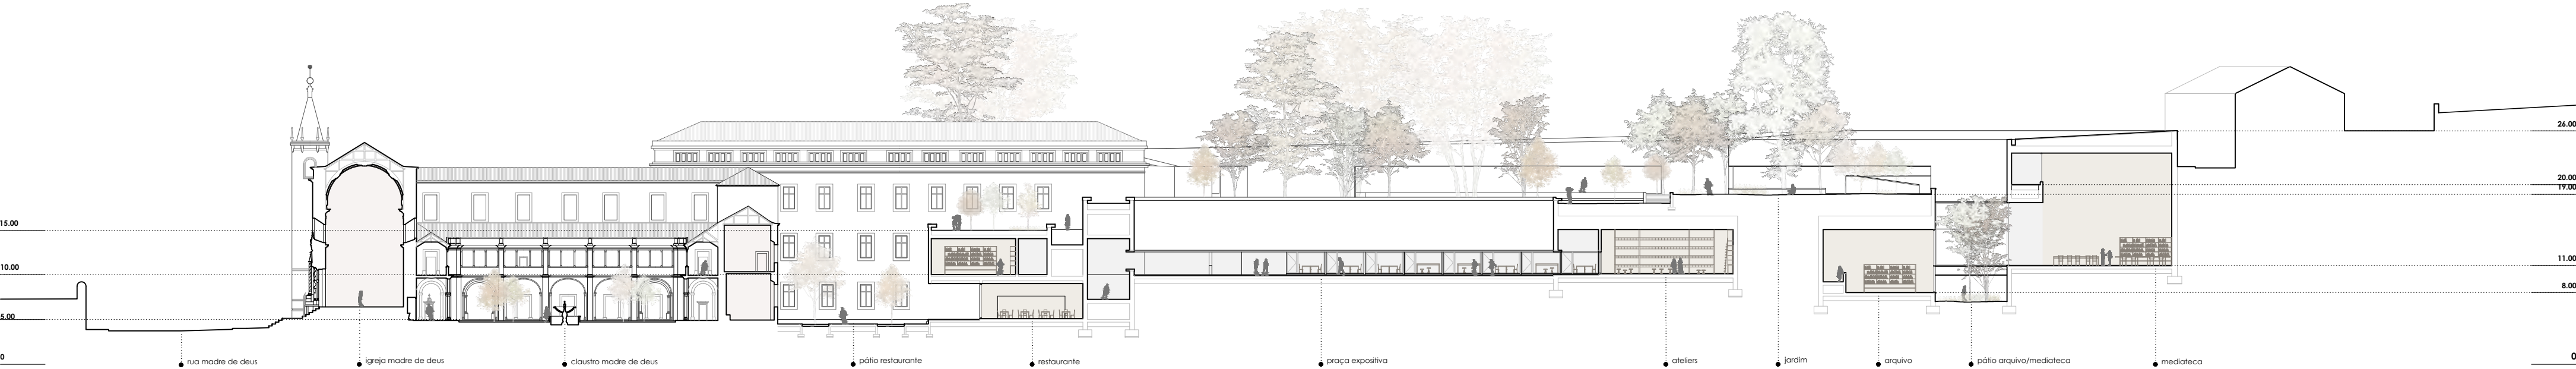 15.00
10.00
5.00
0
26.00
20.00
19.00
11.00
8.00
0
rua madre de deus
igreja madre de deus
claustro madre de deus
pátio restaurante
restaurante
praça expositiva
ateliers
jardim
arquivo
pátio arquivo/mediateca
mediateca